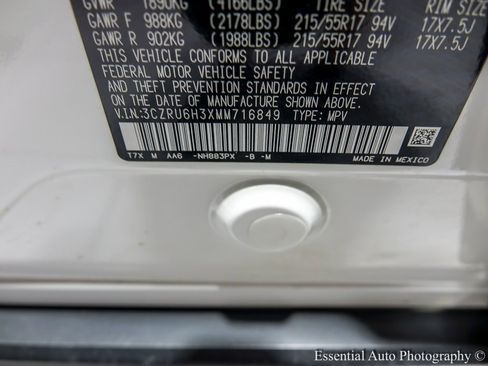 GVWR 1890KG (4166LBS) TIRE SIZE RIM SIZE
GAWR F 988KG (2178LBS) 215/55R17 94V 17X7.5J
GAWR R 902KG (1988LBS) 215/55R17 94V 17X7.5J
THIS VEHICLE CONFORMS TO ALL APPLICABLE
FEDERAL MOTOR VEHICLE SAFETY
AND THEFT PREVENTION STANDARDS IN EFFECT
ON THE DATE OF MANUFACTURE SHOWN ABOVE.
V.I.N:3CZRU6H3XMM716849 TYPE: MPV
T7X M AA6 -NH883PX -B -M
MADE IN MEXICO
Essential Auto Photography ©